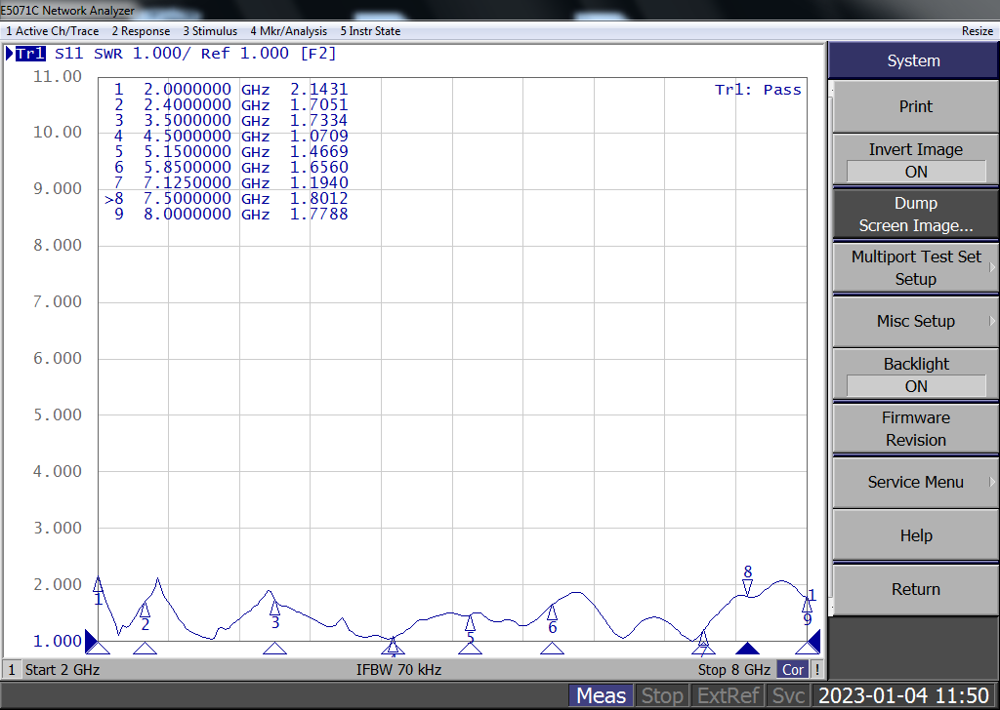 E5071C Network Analyzer
1 Active Ch/Trace 2 Response 3 Stimulus 4 Mkr/Analysis 5 Instr State
Resize
Tr1 S11 SWR 1.000/ Ref 1.000 [F2]
11.00
10.00
9.000
8.000
7.000
6.000
5.000
4.000
3.000
2.000
1.000
1 2.0000000 GHz 2.1431
2 2.4000000 GHz 1.7051
3 3.5000000 GHz 1.7334
4 4.5000000 GHz 1.0709
5 5.1500000 GHz 1.4669
6 5.8500000 GHz 1.6560
7 7.1250000 GHz 1.1940
>8 7.5000000 GHz 1.8012
9 8.0000000 GHz 1.7788
Tr1: Pass
1
2
3
4
5
6
7
8
1
9
1 Start 2 GHz
IFBW 70 kHz
Stop 8 GHz Cor !
System
Print
Invert Image
ON
Dump
Screen Image...
Multiport Test Set
Setup
Misc Setup
Backlight
ON
Firmware
Revision
Service Menu
Help
Return
Meas Stop ExtRef Svc 2023-01-04 11:50